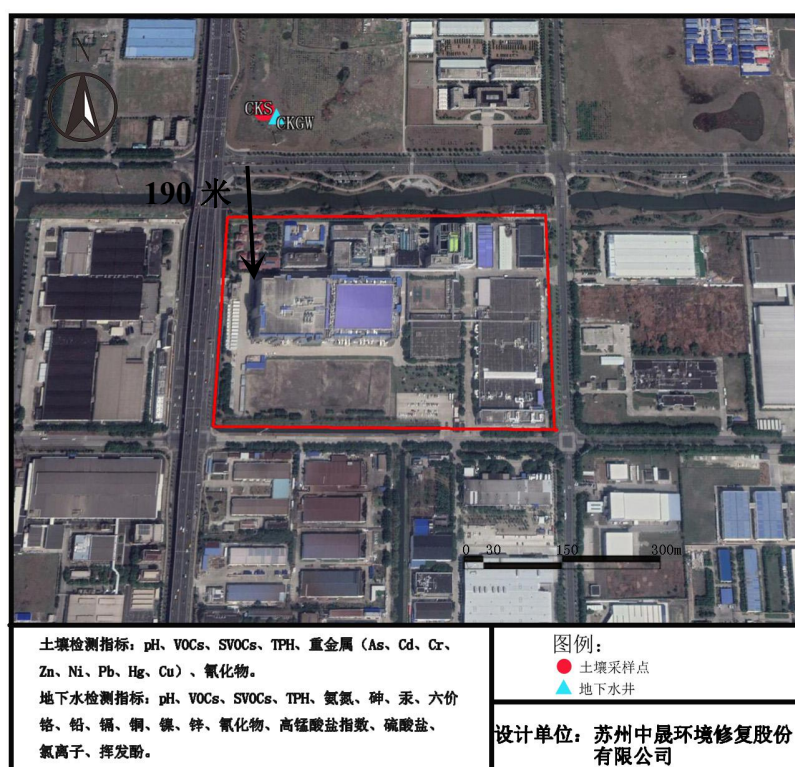 N
CKS
CKGW
190 米
0 30 150 300m
土壤检测指标：pH、VOCs、SVOCs、TPH、重金属（As、Cd、Cr、
Zn、Ni、Pb、Hg、Cu）、氰化物。
地下水检测指标：pH、VOCs、SVOCs、TPH、氨氮、砷、汞、六价
铬、铅、镉、铜、镍、锌、氰化物、高锰酸盐指数、硫酸盐、
氯离子、挥发酚。
图例：
土壤采样点
地下水井
设计单位：苏州中晟环境修复股份
有限公司